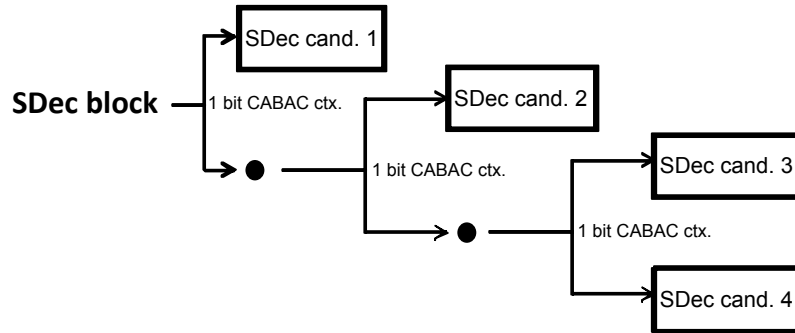 SDec cand. 1
SDec block
1 bit CABAC ctx.
SDec cand. 2
1 bit CABAC ctx.
SDec cand. 3
1 bit CABAC ctx.
SDec cand. 4